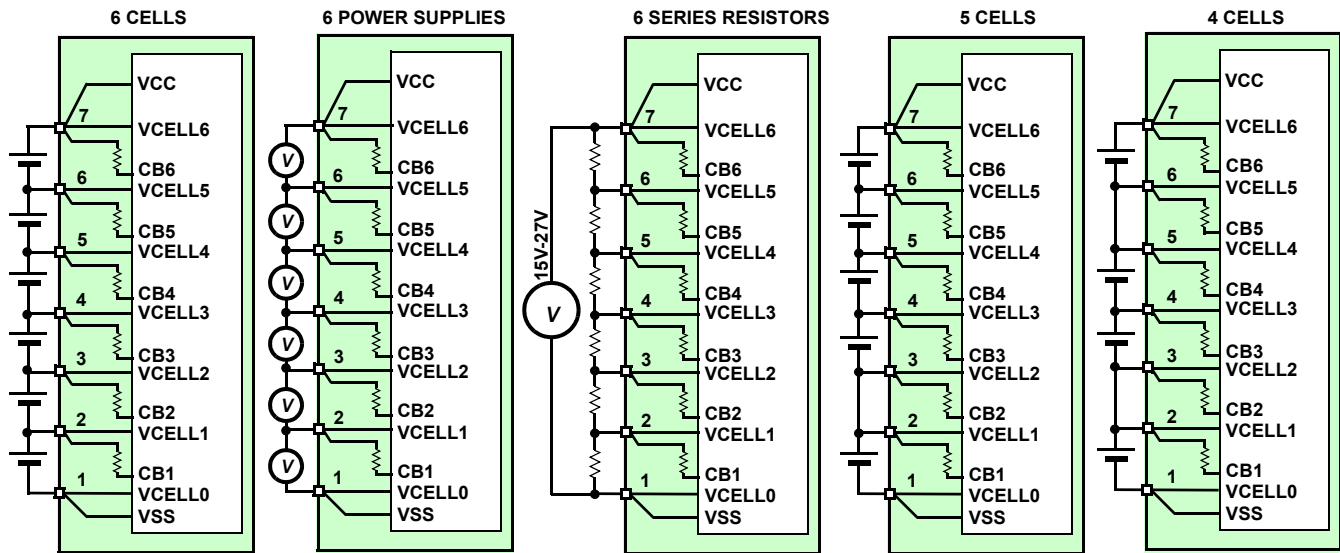 6 CELLS
VCC
7
VCELL6
CB6
6
VCELL5
CB5
5
VCELL4
CB4
4
VCELL3
CB3
3
VCELL2
CB2
2
VCELL1
CB1
1
VCELL0
VSS
6 POWER SUPPLIES
VCC
7
VCELL6
V
CB6
6
VCELL5
V
CB5
5
VCELL4
V
CB4
4
VCELL3
V
CB3
3
VCELL2
V
CB2
2
VCELL1
V
CB1
1
VCELL0
VSS
6 SERIES RESISTORS
15V-27V
V
VCC
7
VCELL6
CB6
6
VCELL5
CB5
5
VCELL4
CB4
4
VCELL3
CB3
3
VCELL2
CB2
2
VCELL1
CB1
1
VCELL0
VSS
5 CELLS
VCC
7
VCELL6
CB6
6
VCELL5
CB5
5
VCELL4
CB4
4
VCELL3
CB3
3
VCELL2
CB2
2
VCELL1
CB1
1
VCELL0
VSS
4 CELLS
VCC
7
VCELL6
CB6
6
VCELL5
CB5
5
VCELL4
CB4
4
VCELL3
CB3
3
VCELL2
CB2
2
VCELL1
CB1
1
VCELL0
VSS